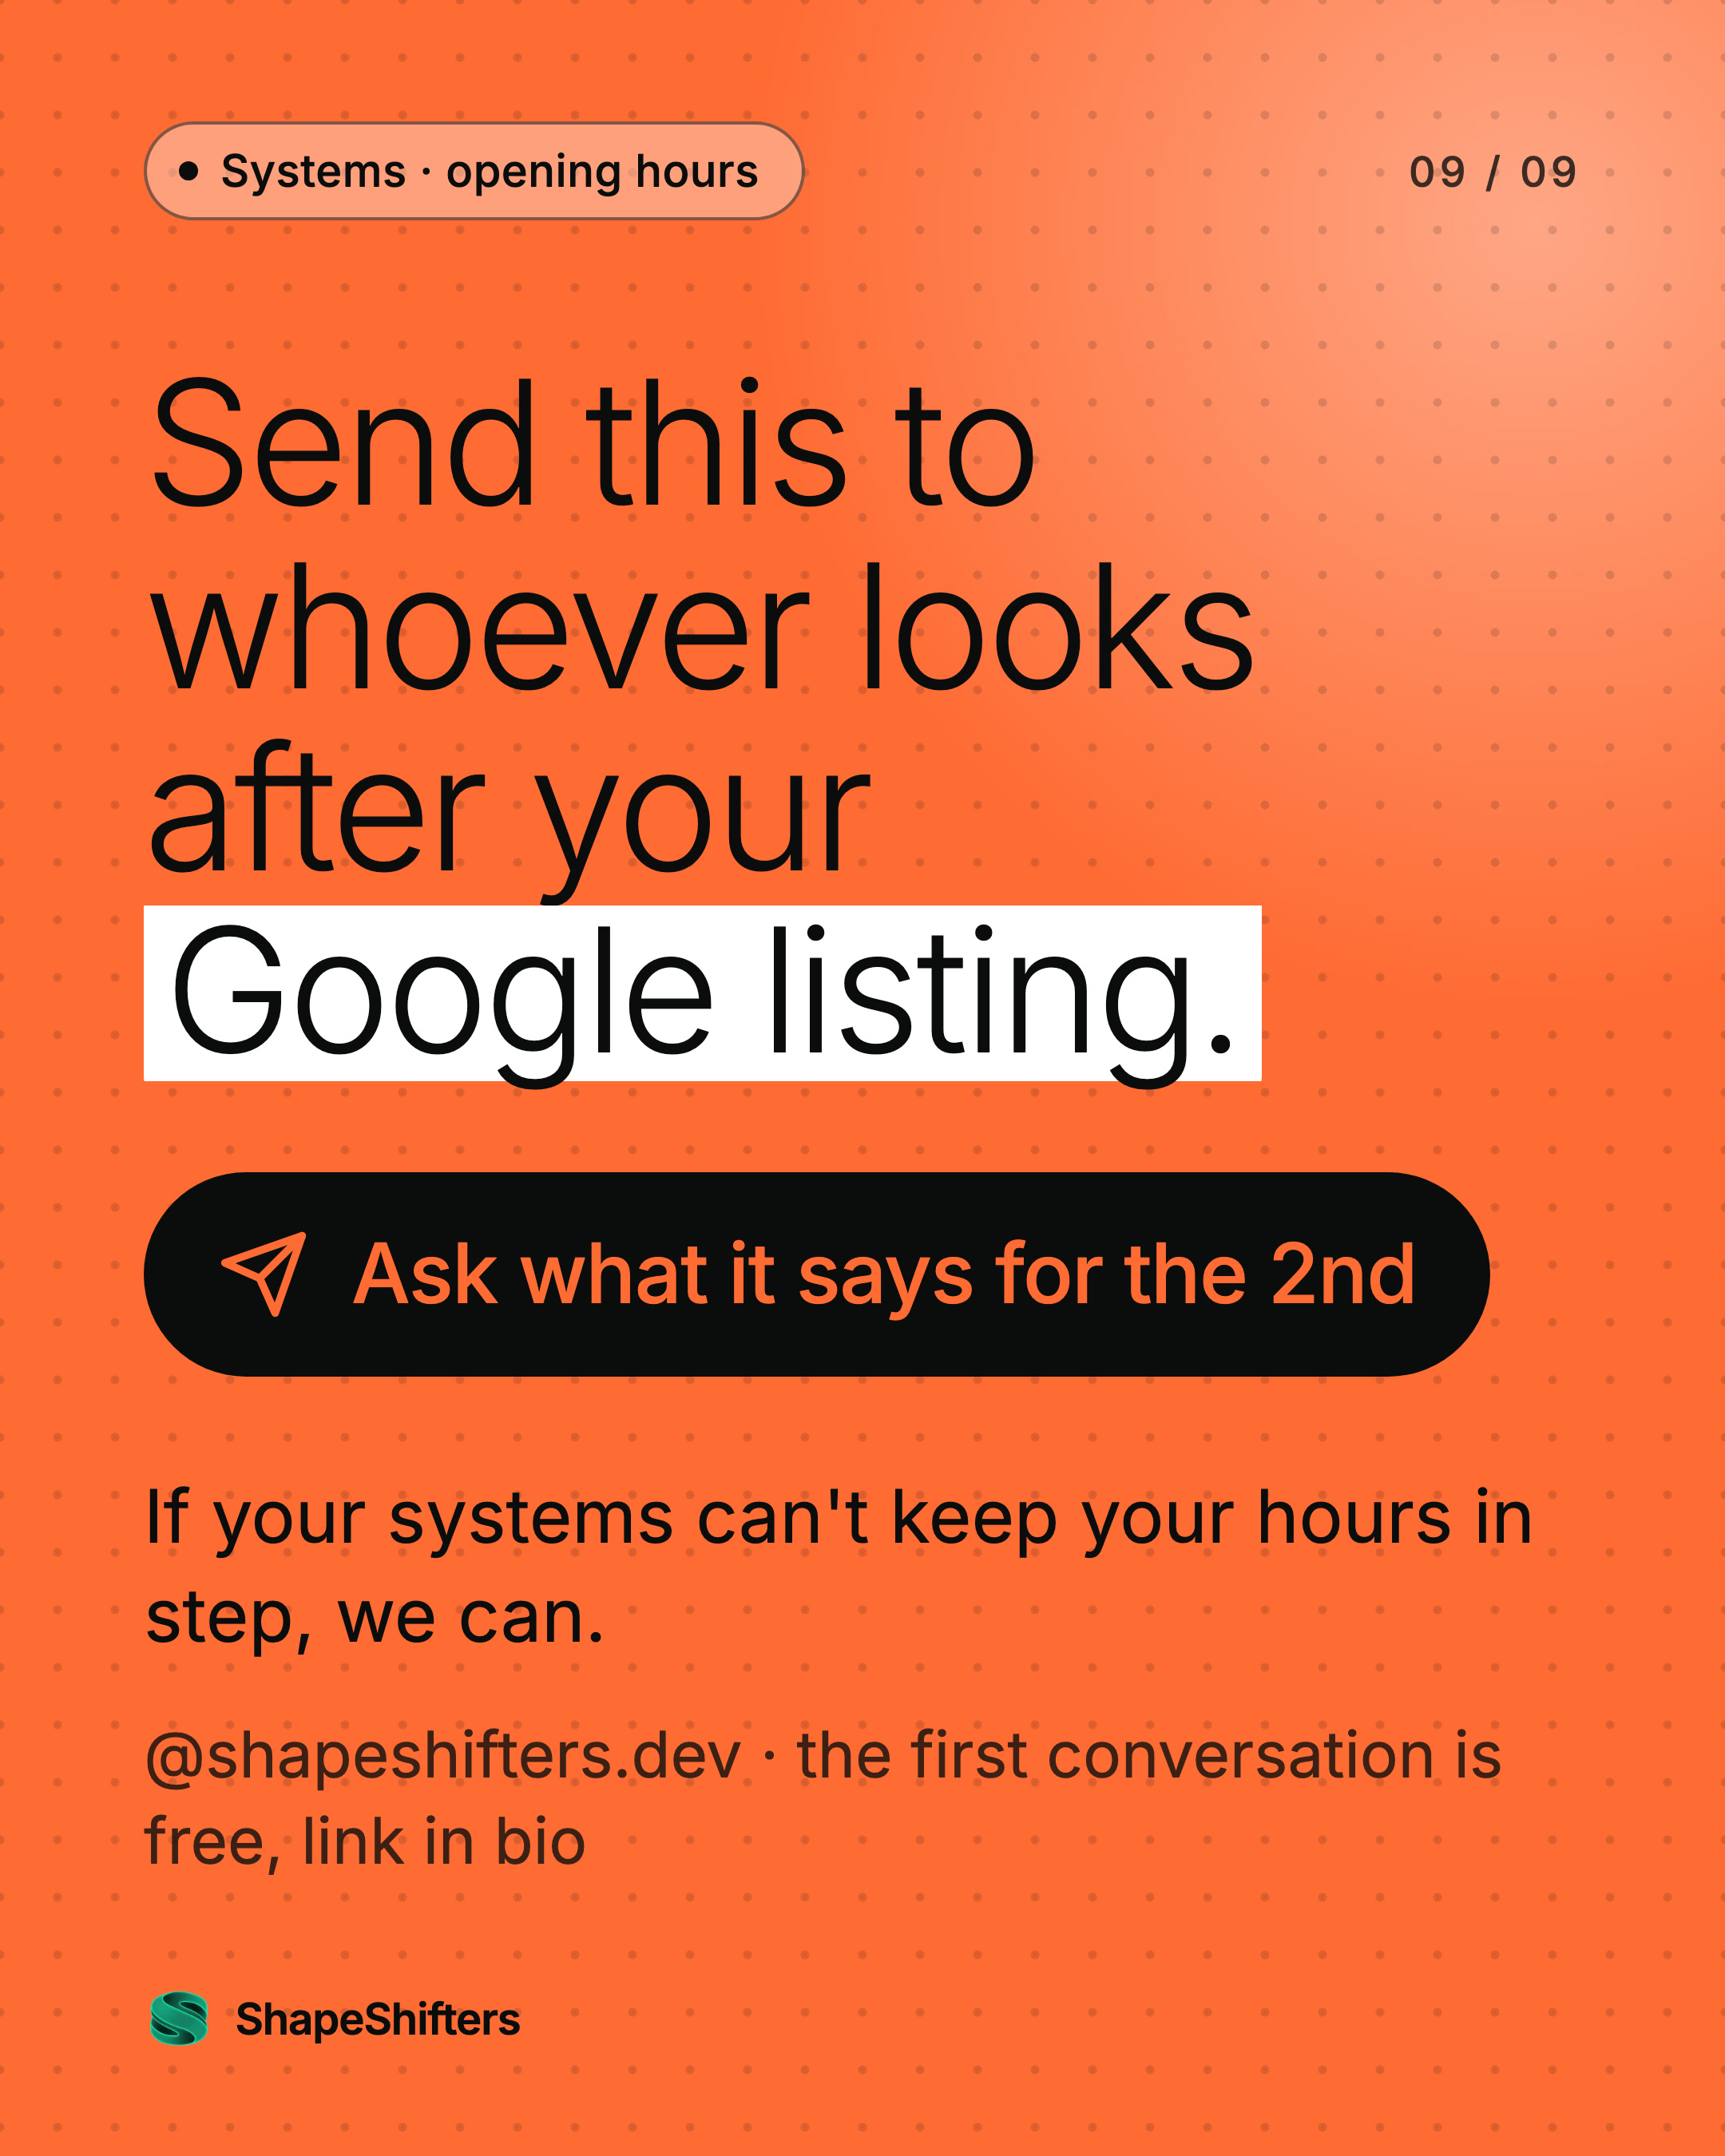 Systems · opening hours
09 / 09
Send this to
whoever looks
after your
Google listing.
Ask what it says for the 2nd
If your systems can't keep your hours in
step, we can.
@shapeshifters.dev · the first conversation is
free, link in bio
ShapeShifters